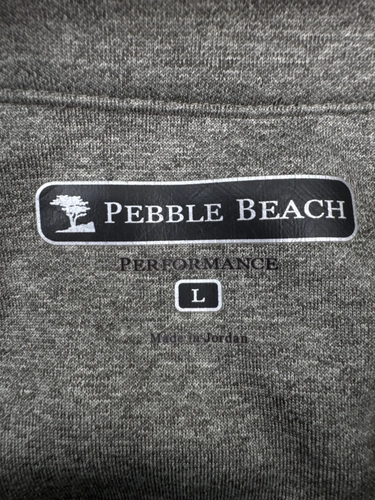 PEBBLE BEACH
PERFORMANCE
L
Made in Jordan